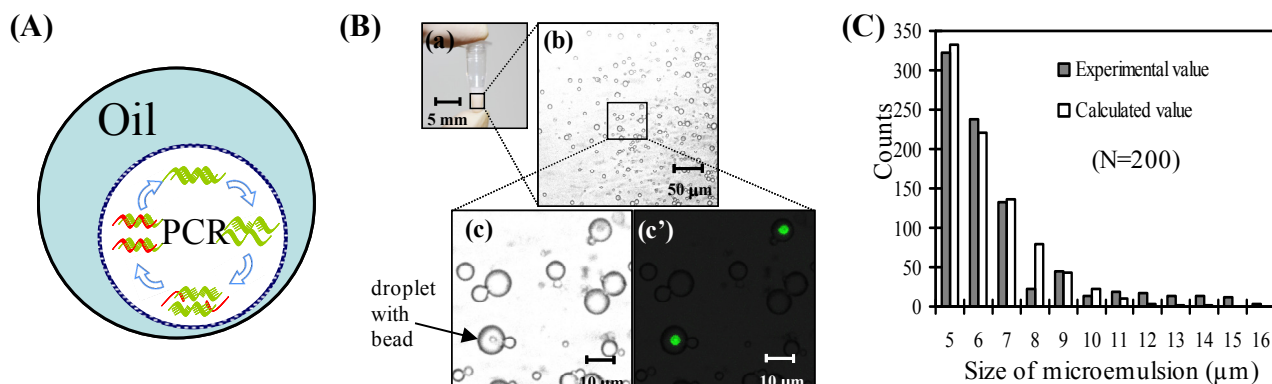 (A)
Oil
PCR
(B)
(a)
5 mm
(b)
50 µm
(c)
droplet
with
bead
10 µm
(c')
10 µm
(C)
Counts
350
300
250
200
150
100
50
0
Experimental value
Calculated value
(N=200)
5 6 7 8 9 10 11 12 13 14 15 16
Size of microemulsion (µm)